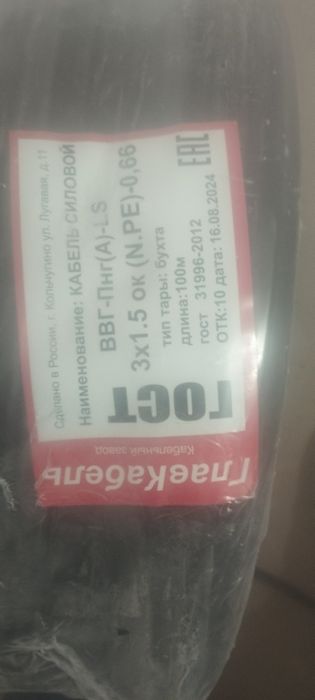 Сделано в России, г. Кольчугино ул. Луговая, д.11
Наименование: КАБЕЛЬ СИЛОВОЙ
ВВГ-Пнг(А)-LS
3х1.5 ок (N.PE)-0,66
тип тары: бухта
длина:100м
гост 31996-2012
ОТК:10 дата: 16.08.2024
ЕАС
ГОСТ
Кабельный завод
ГлавКабель